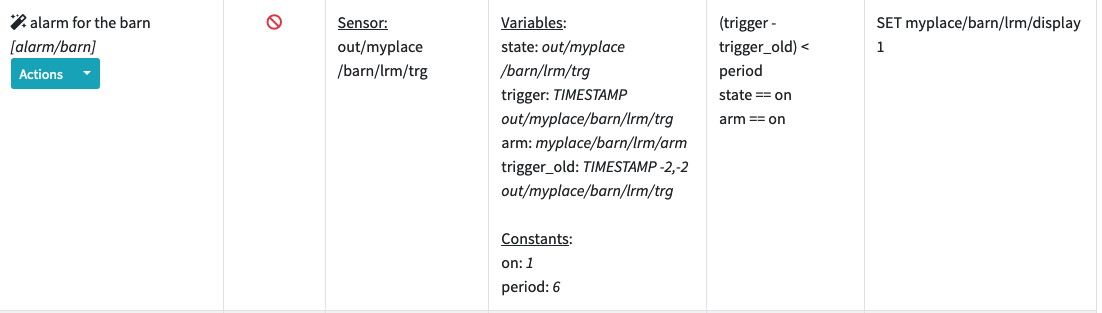 alarm for the barn
[alarm/barn]
Actions
Sensor:
out/myplace
/barn/lrm/trg
Variables:
state: out/myplace
/barn/lrm/trg
trigger: TIMESTAMP
out/myplace/barn/lrm/trg
arm: myplace/barn/lrm/arm
trigger_old: TIMESTAMP -2,-2
out/myplace/barn/lrm/trg
Constants:
on: 1
period: 6
(trigger -
trigger_old) <
period
state == on
arm == on
SET myplace/barn/lrm/display
1